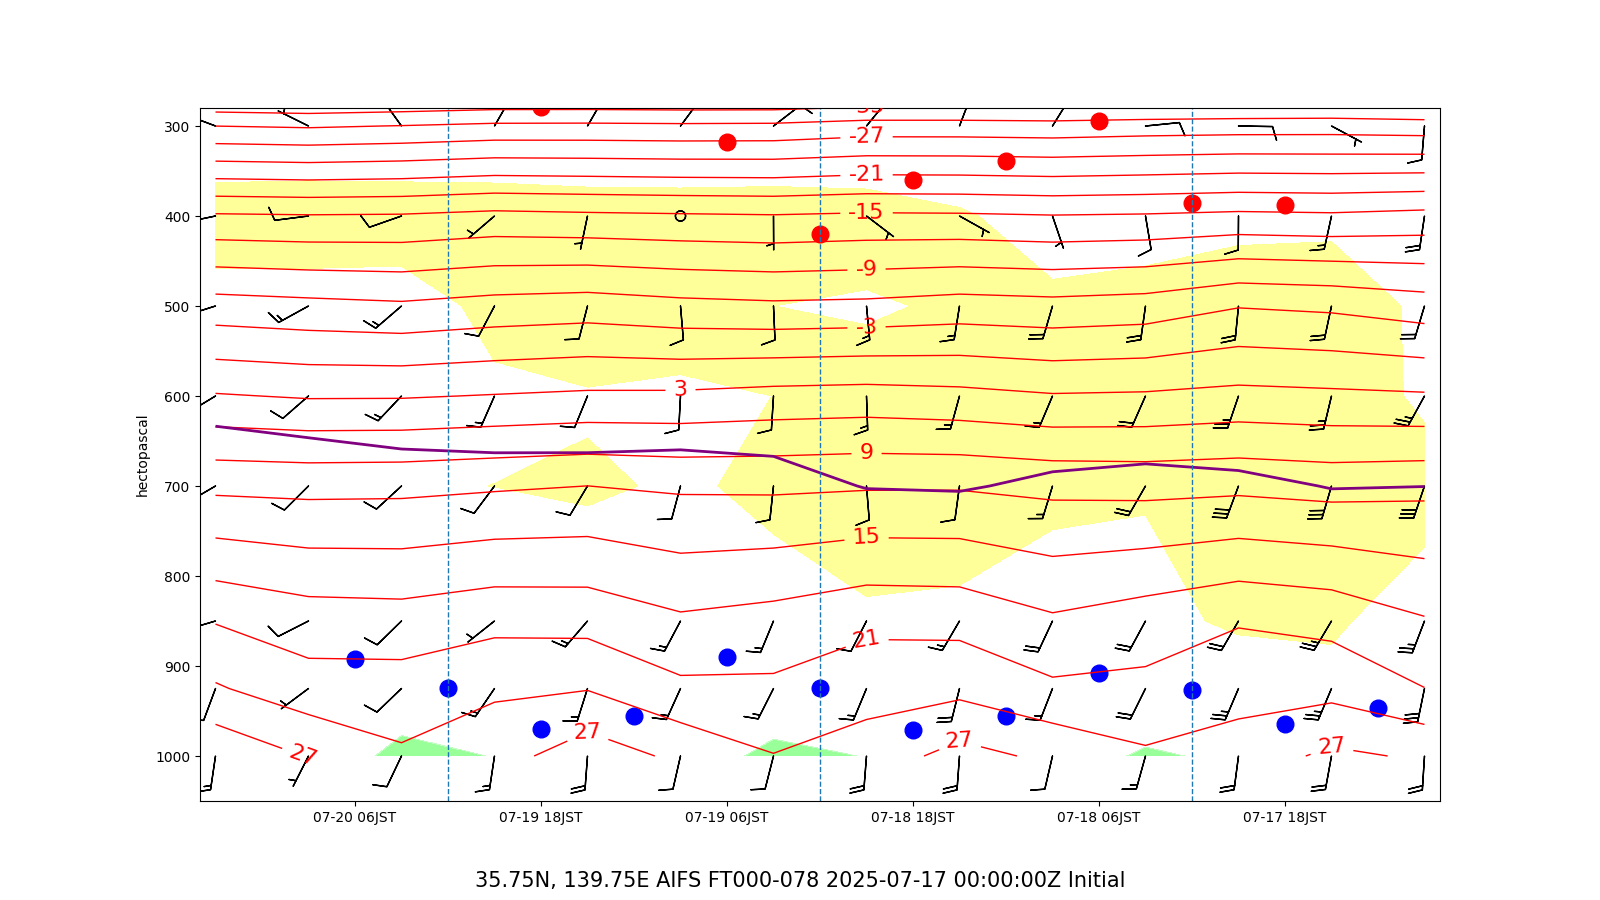 300
400
500
600
700
800
900
1000
hectopascal
-27
-21
-15
-9
-3
3
9
15
21
27
27
27
27
07-20 06JST
07-19 18JST
07-19 06JST
07-18 18JST
07-18 06JST
07-17 18JST
35.75N, 139.75E AIFS FT000-078 2025-07-17 00:00:00Z Initial